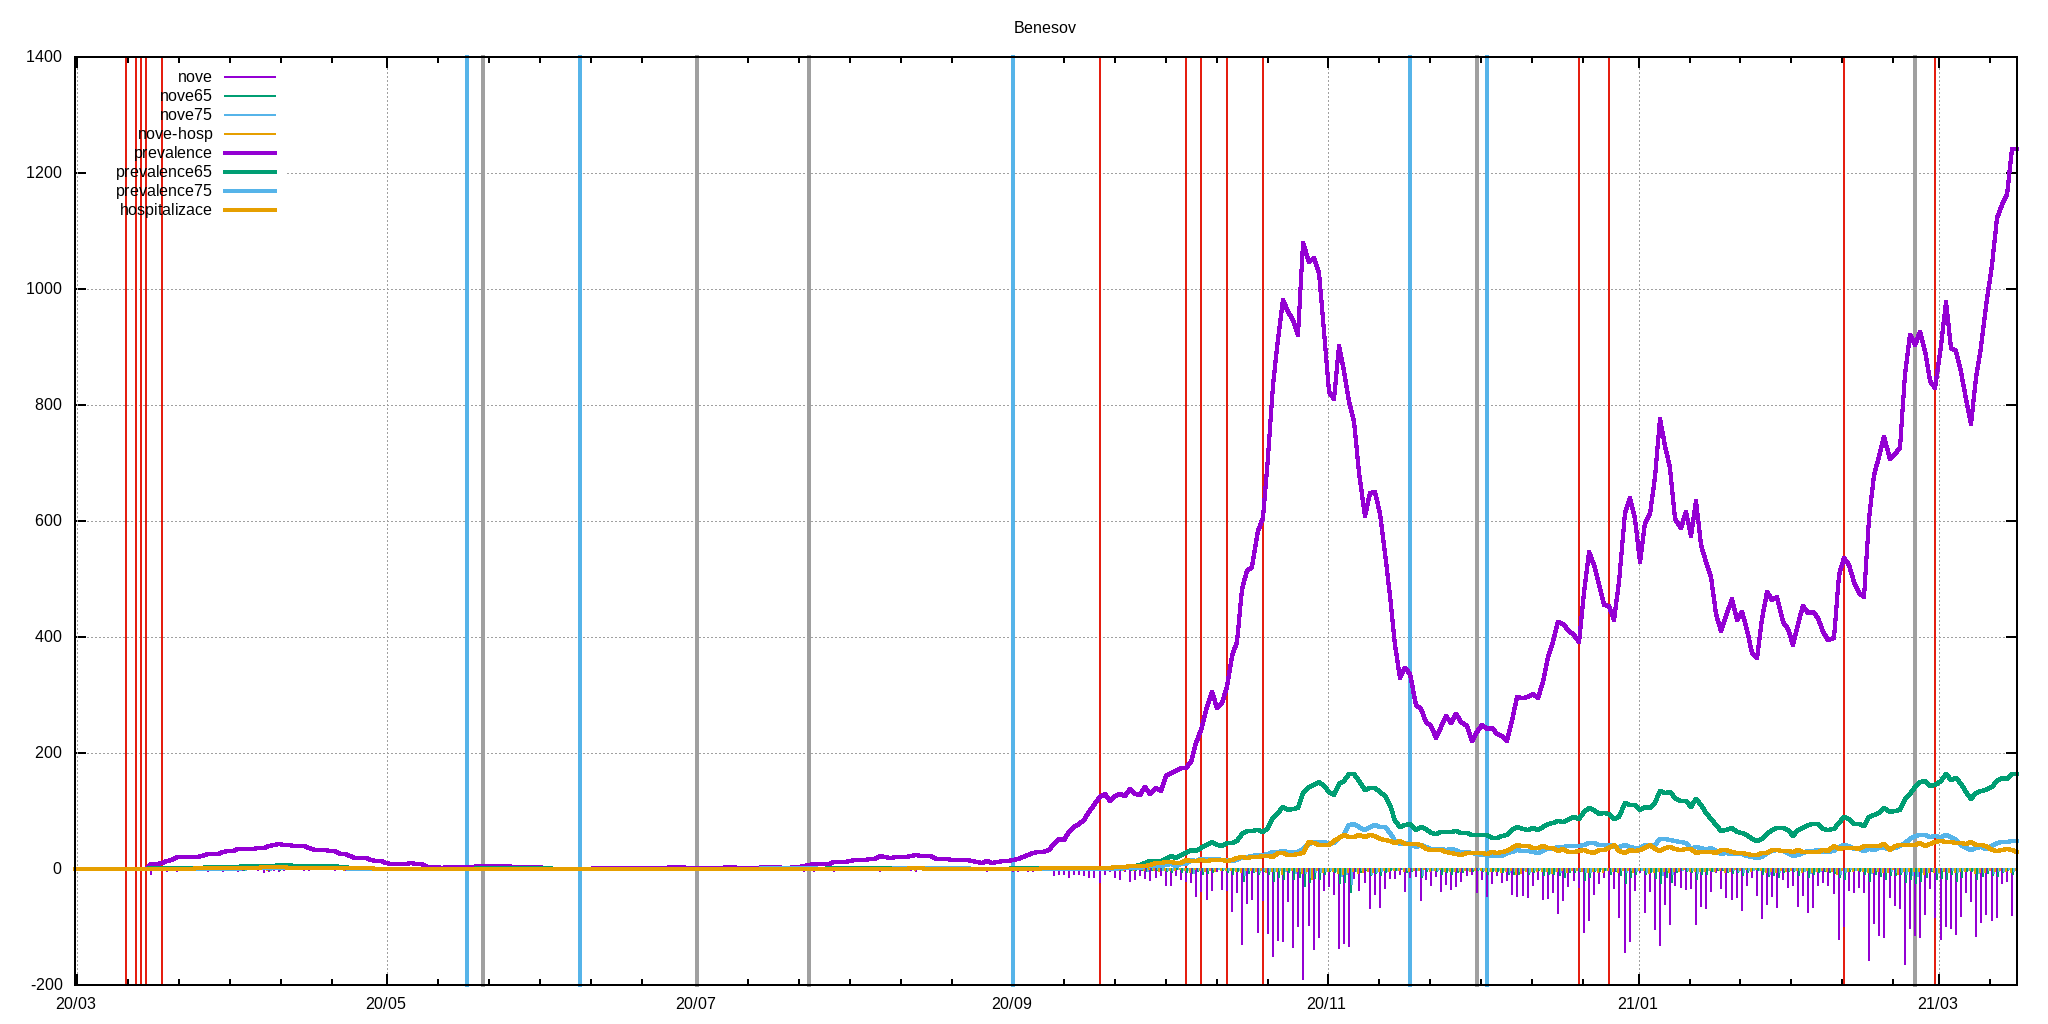 Benesov
1400
1200
1000
800
600
400
200
0
-200
nove
nove65
nove75
nove-hosp
prevalence
prevalence65
prevalence75
hospitalizace
20/03
20/05
20/07
20/09
20/11
21/01
21/03